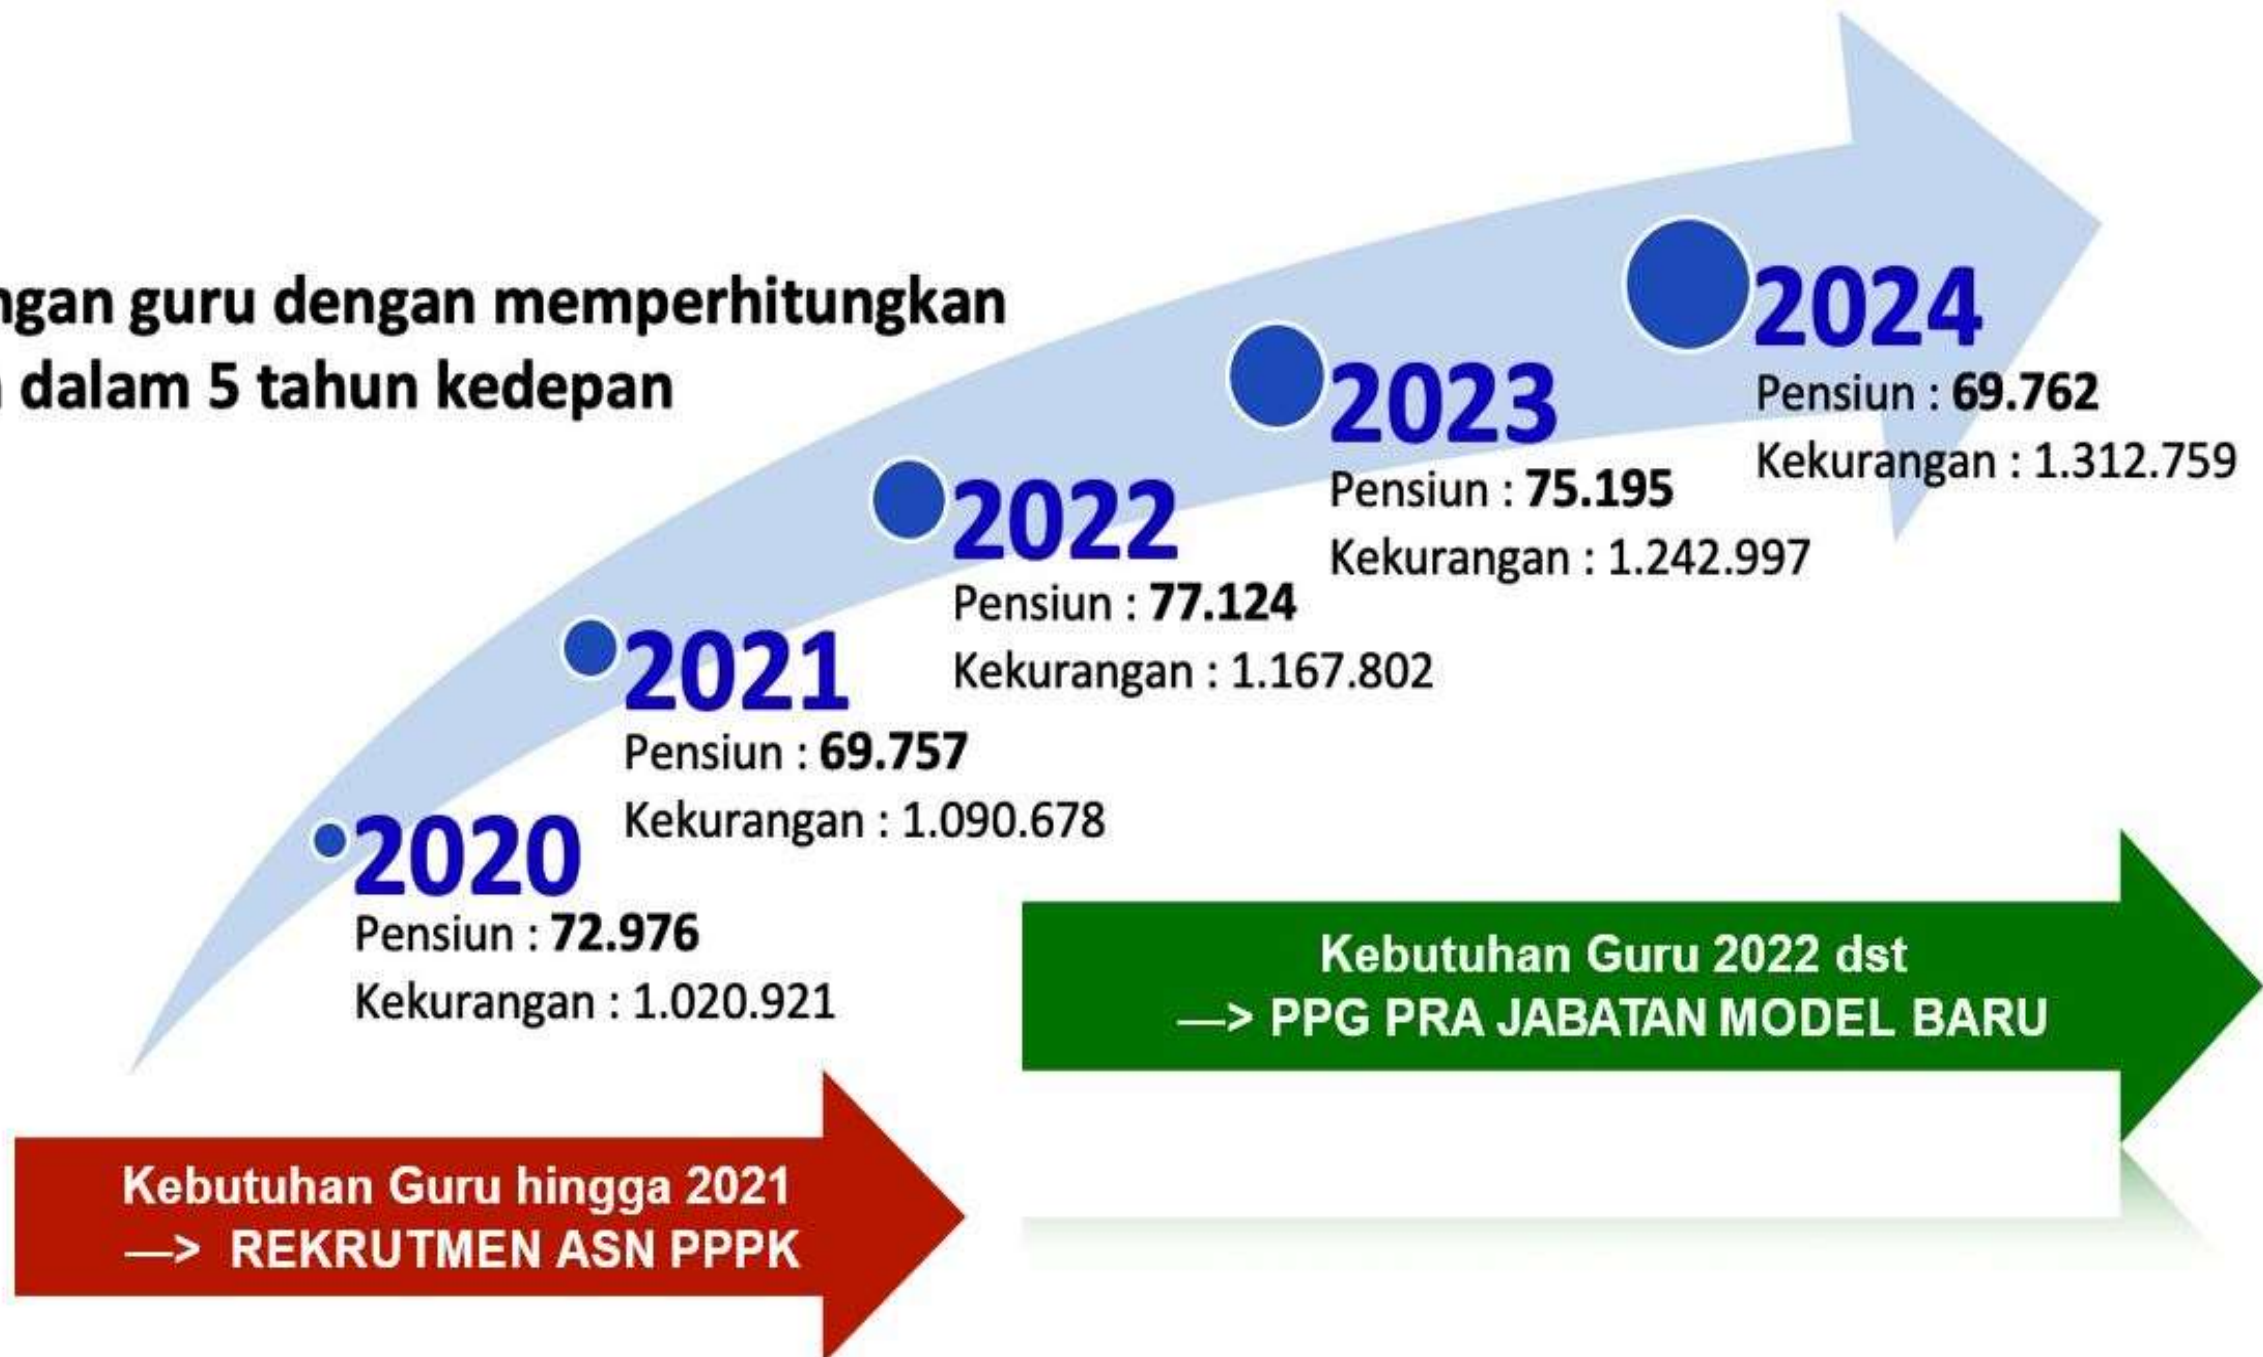 guru dengan memperhitungkan
dalam 5 tahun kedepan
2024
Pensiun : 69.762
Kekurangan : 1.312.759
2023
Pensiun : 75.195
Kekurangan : 1.242.997
2022
Pensiun : 77.124
Kekurangan : 1.167.802
2021
Pensiun : 69.757
Kekurangan : 1.090.678
2020
Pensiun : 72.976
Kekurangan : 1.020.921
Kebutuhan Guru 2022 dst
—> PPG PRA JABATAN MODEL BARU
Kebutuhan Guru hingga 2021
—> REKRUTMEN ASN PPPK